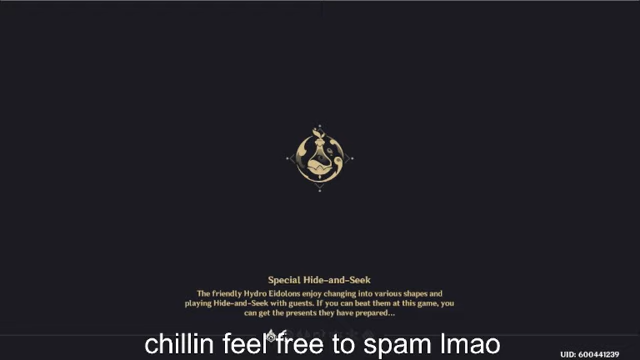 Special Hide-and-Seek
The friendly Hydro Eidolons enjoy changing into various shapes and
playing Hide-and-Seek with guests. If you can beat them at this game, you
can get the presents they have prepared...
chillin feel free to spam lmao
UID: 600441239